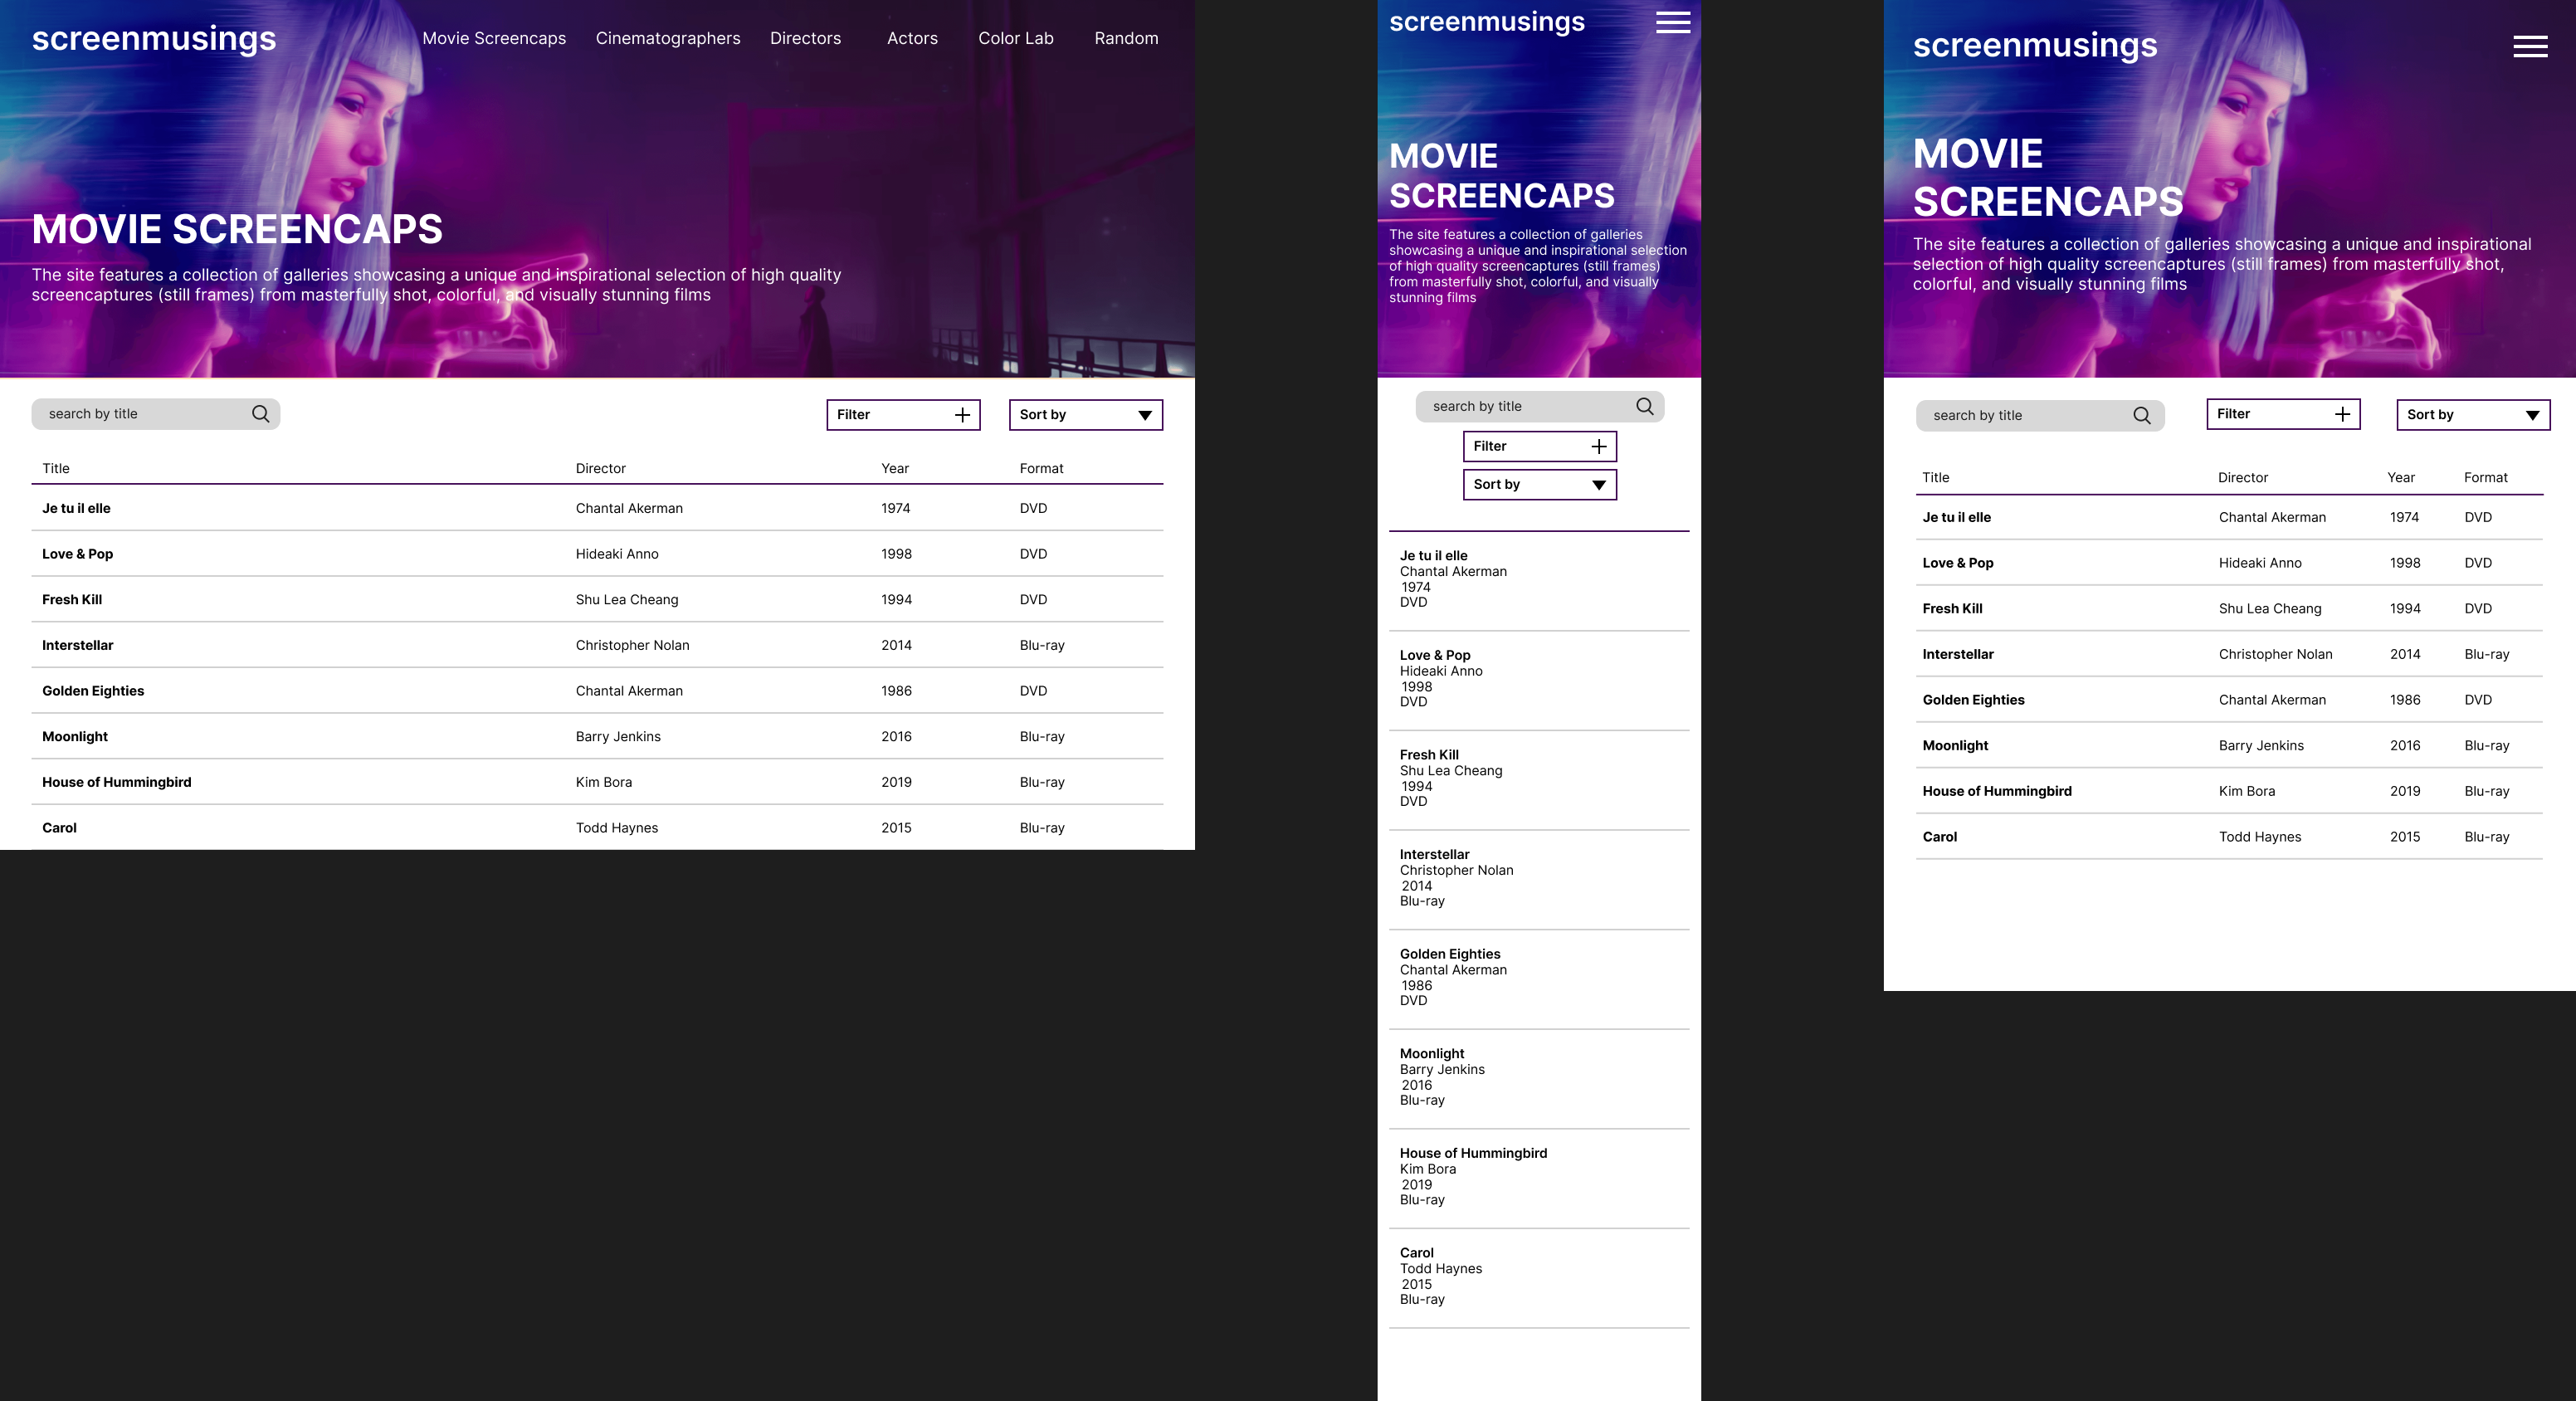 screenmusings
Movie Screencaps Cinematographers Directors Actors Color Lab Random
MOVIE SCREENCAPS
The site features a collection of galleries showcasing a unique and inspirational selection of high quality
screencaptures (still frames) from masterfully shot, colorful, and visually stunning films
search by title
Filter
Sort by
Title Director Year Format
Je tu il elle Chantal Akerman 1974 DVD
Love & Pop Hideaki Anno 1998 DVD
Fresh Kill Shu Lea Cheang 1994 DVD
Interstellar Christopher Nolan 2014 Blu-ray
Golden Eighties Chantal Akerman 1986 DVD
Moonlight Barry Jenkins 2016 Blu-ray
House of Hummingbird Kim Bora 2019 Blu-ray
Carol Todd Haynes 2015 Blu-ray
screenmusings
MOVIE
SCREENCAPS
The site features a collection of galleries
showcasing a unique and inspirational selection
of high quality screencaptures (still frames)
from masterfully shot, colorful, and visually
stunning films
search by title
Filter
Sort by
Je tu il elle
Chantal Akerman
1974
DVD
Love & Pop
Hideaki Anno
1998
DVD
Fresh Kill
Shu Lea Cheang
1994
DVD
Interstellar
Christopher Nolan
2014
Blu-ray
Golden Eighties
Chantal Akerman
1986
DVD
Moonlight
Barry Jenkins
2016
Blu-ray
House of Hummingbird
Kim Bora
2019
Blu-ray
Carol
Todd Haynes
2015
Blu-ray
screenmusings
MOVIE
SCREENCAPS
The site features a collection of galleries showcasing a unique and inspirational
selection of high quality screencaptures (still frames) from masterfully shot,
colorful, and visually stunning films
search by title
Filter
Sort by
Title Director Year Format
Je tu il elle Chantal Akerman 1974 DVD
Love & Pop Hideaki Anno 1998 DVD
Fresh Kill Shu Lea Cheang 1994 DVD
Interstellar Christopher Nolan 2014 Blu-ray
Golden Eighties Chantal Akerman 1986 DVD
Moonlight Barry Jenkins 2016 Blu-ray
House of Hummingbird Kim Bora 2019 Blu-ray
Carol Todd Haynes 2015 Blu-ray